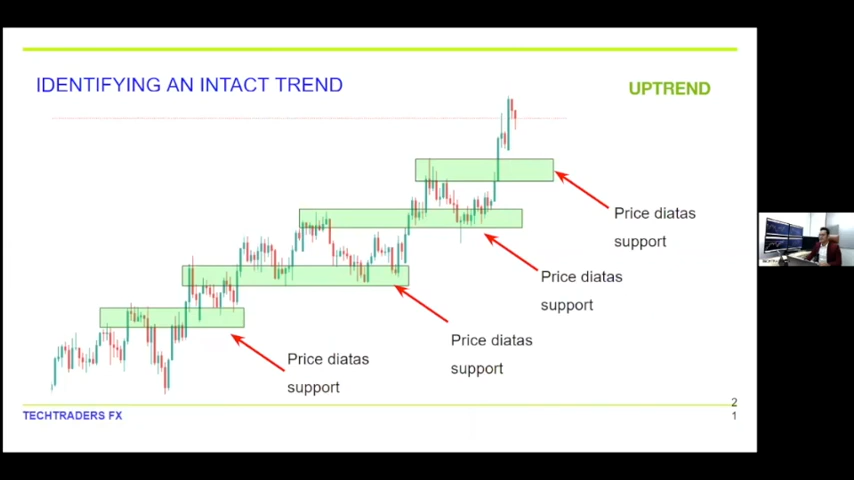 IDENTIFYING AN INTACT TREND
UPTREND
Price diatas
support
Price diatas
support
Price diatas
support
Price diatas
support
TECHTRADERS FX
2
1